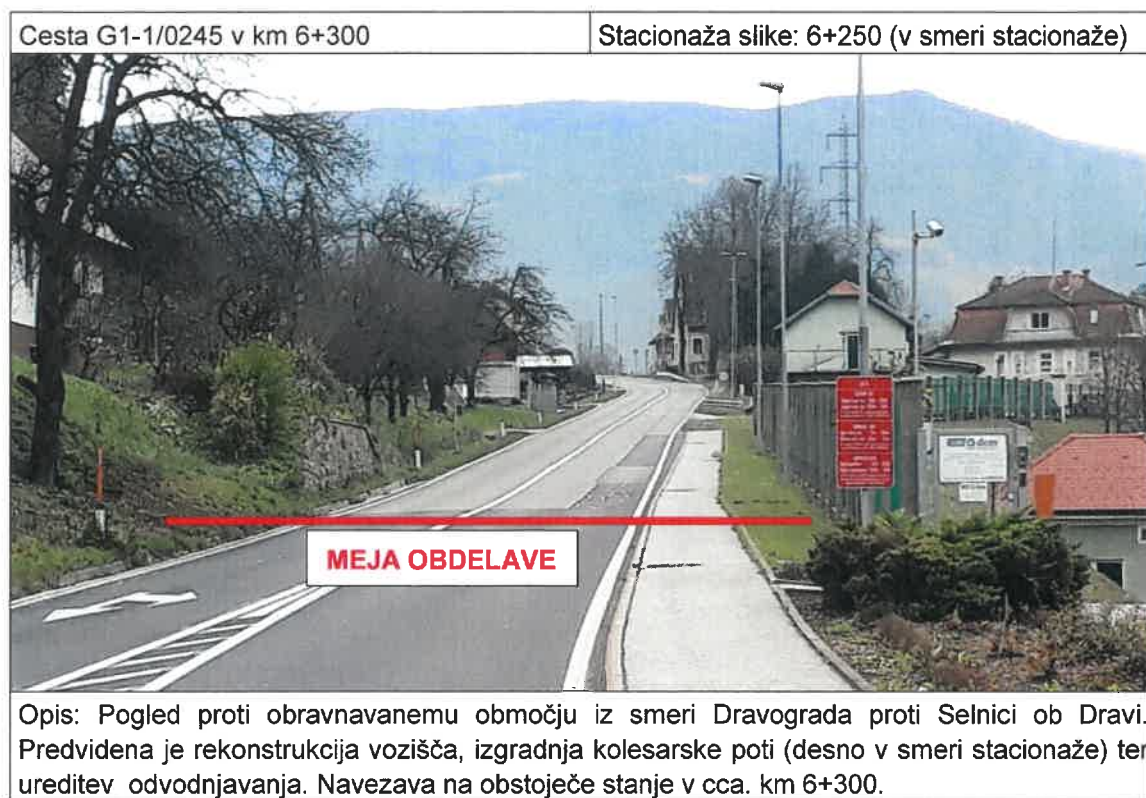 Cesta G1-1/0245 v km 6+300
Stacionaža slike: 6+250 (v smeri stacionaže)
MEJA OBDELAVE
Opis: Pogled proti obravnavanemu območju iz smeri Dravograda proti Selnici ob Dravi.
Predvidena je rekonstrukcija vozišča, izgradnja kolesarske poti (desno v smeri stacionaže) ter
ureditev odvodnjavanja. Navezava na obstoječe stanje v cca. km 6+300.